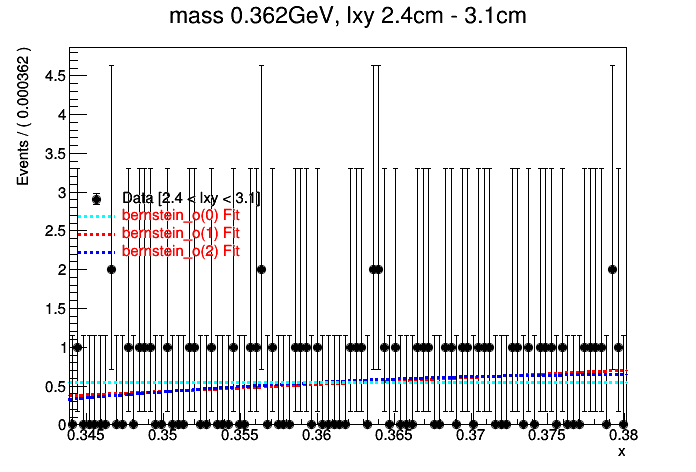 mass 0.362GeV, lxy 2.4cm - 3.1cm
Events / ( 0.000362 )
4.5
4
3.5
3
Data [2.4 < lxy < 3.1]
bernstein_o(0) Fit
2.5
bernstein_o(1) Fit
bernstein_o(2) Fit
2
1.5
1
0.5
0
0.345 0.35 0.355 0.36 0.365 0.37 0.375 0.38
x